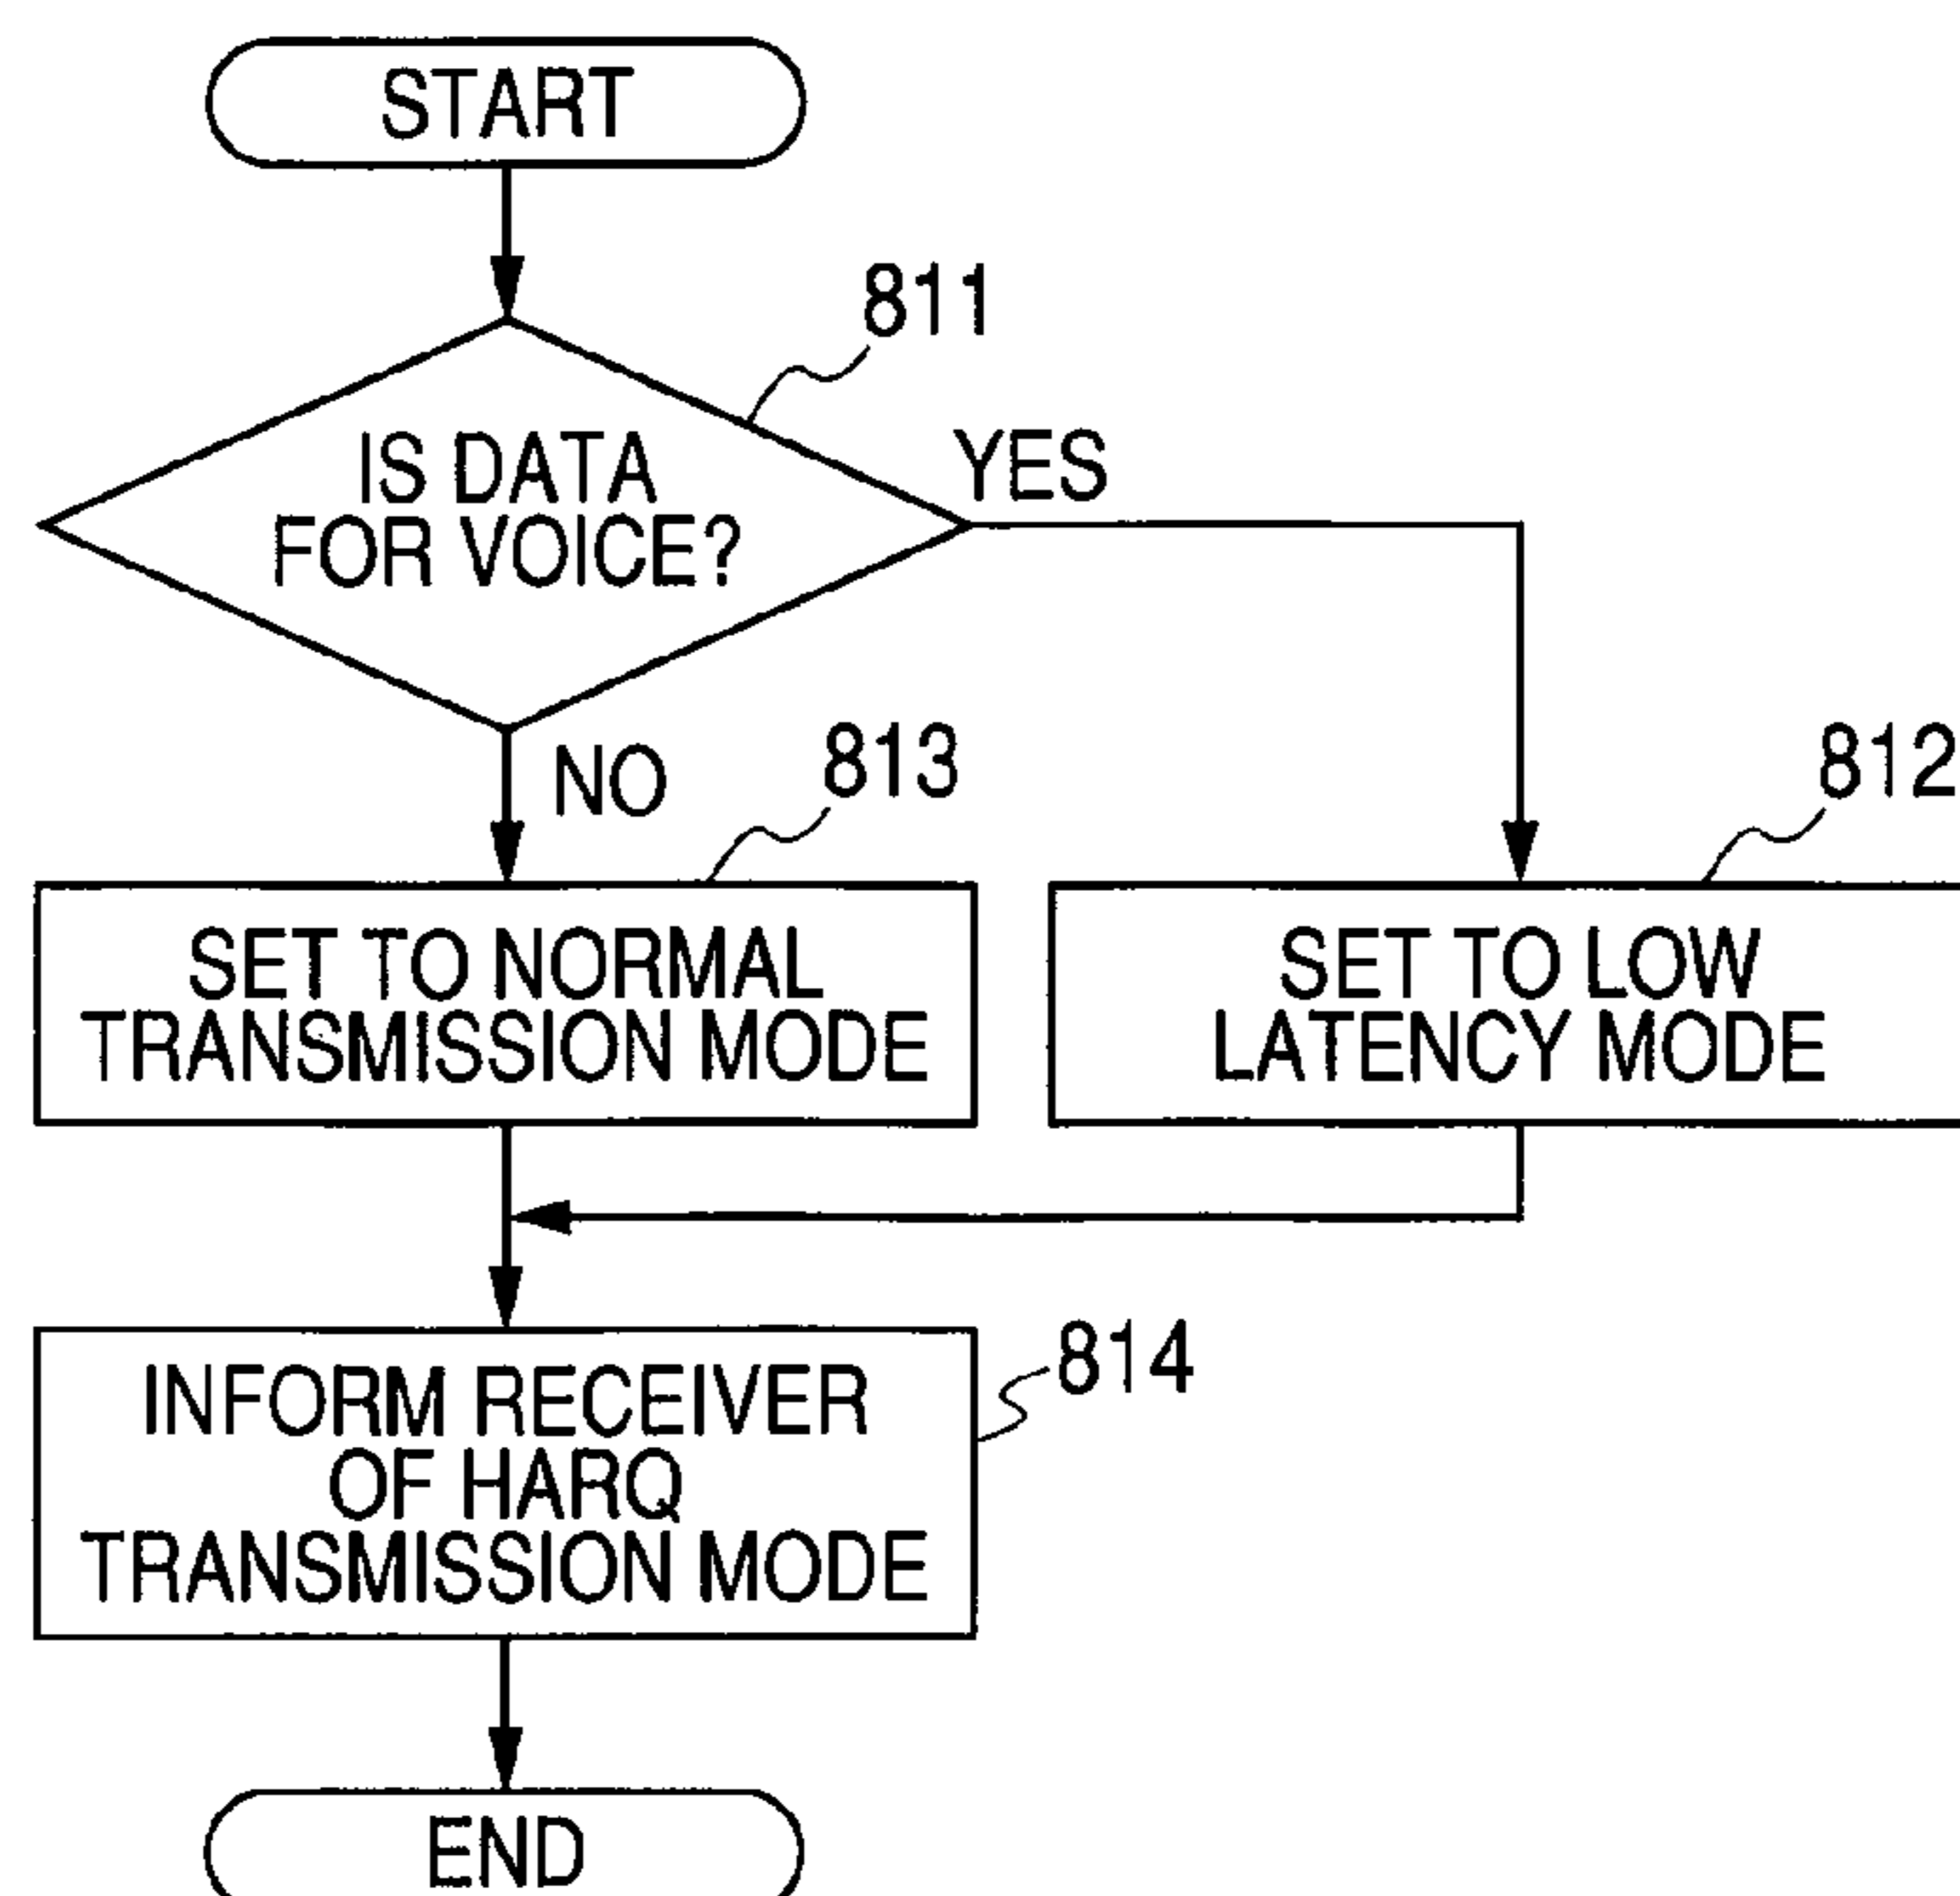 START
811
IS DATA
FOR VOICE?
YES
NO
813
812
SET TO NORMAL
TRANSMISSION MODE
SET TO LOW
LATENCY MODE
INFORM RECEIVER
OF HARQ
TRANSMISSION MODE
814
END